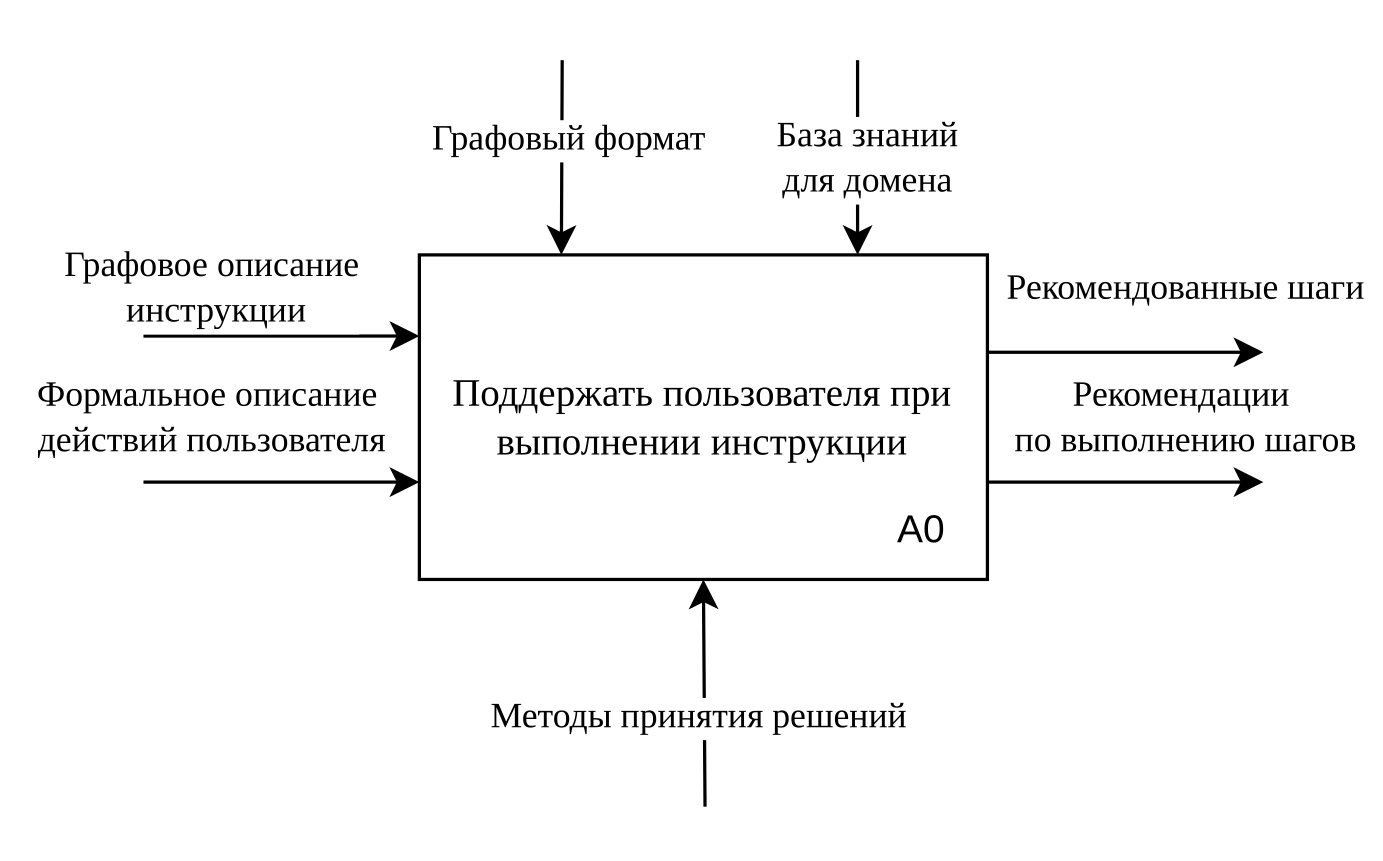 Графовый формат
База знаний
для домена
Графовое описание
инструкции
Рекомендованные шаги
Формальное описание
действий пользователя
Поддержать пользователя при
выполнении инструкции
Рекомендации
по выполнению шагов
A0
Методы принятия решений